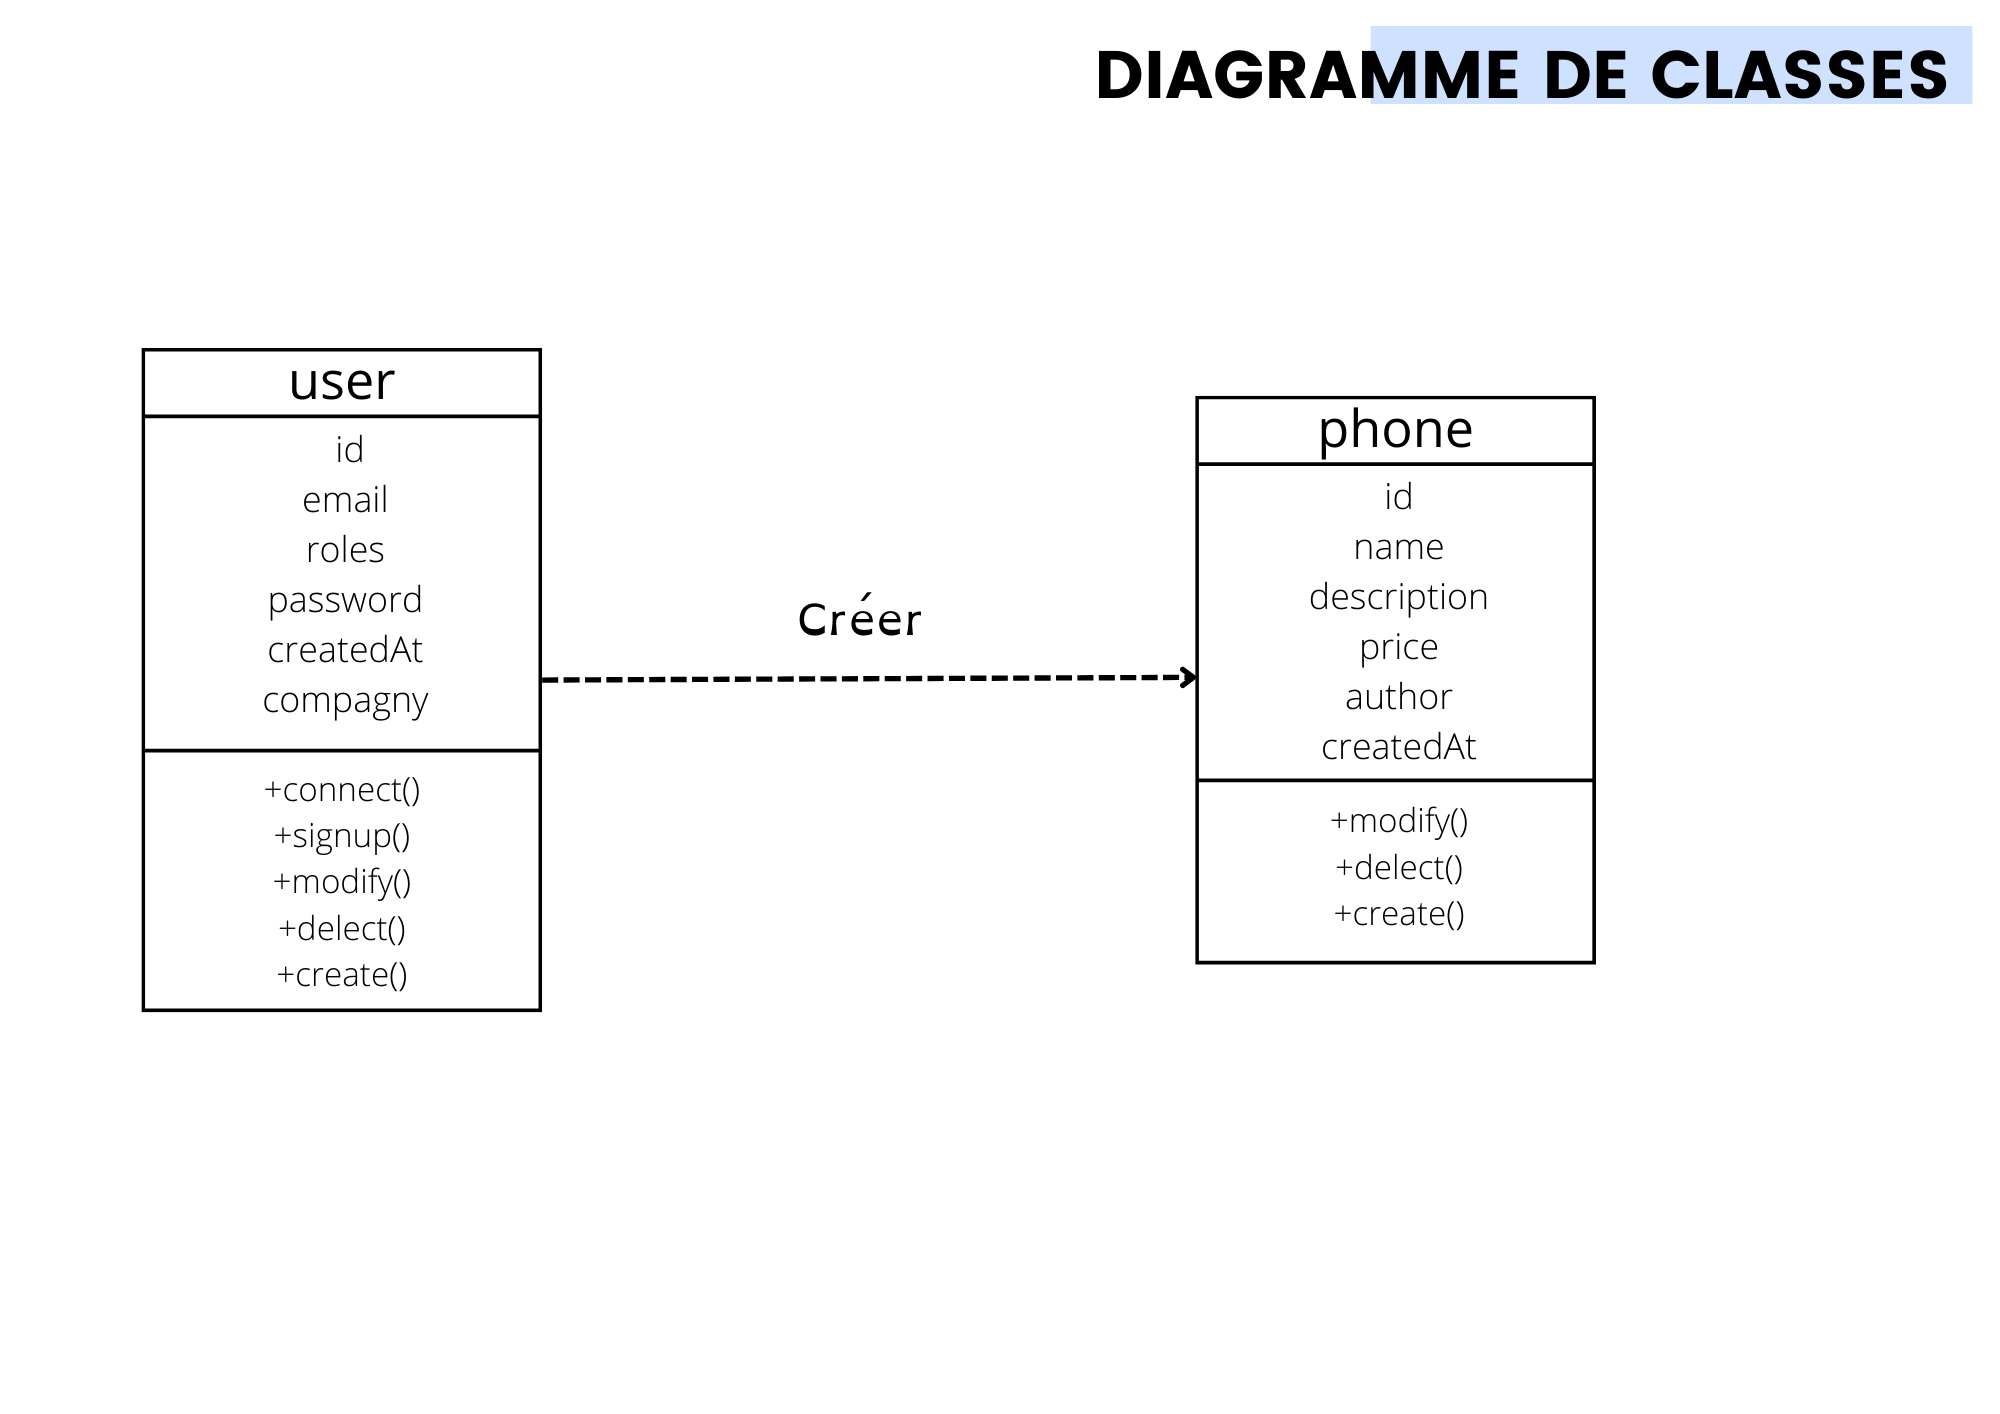 DIAGRAMME DE CLASSES
user
id
email
roles
password
createdAt
compagny
+connect()
+signup()
+modify()
+delect()
+create()
Créer
phone
id
name
description
price
author
createdAt
+modify()
+delect()
+create()